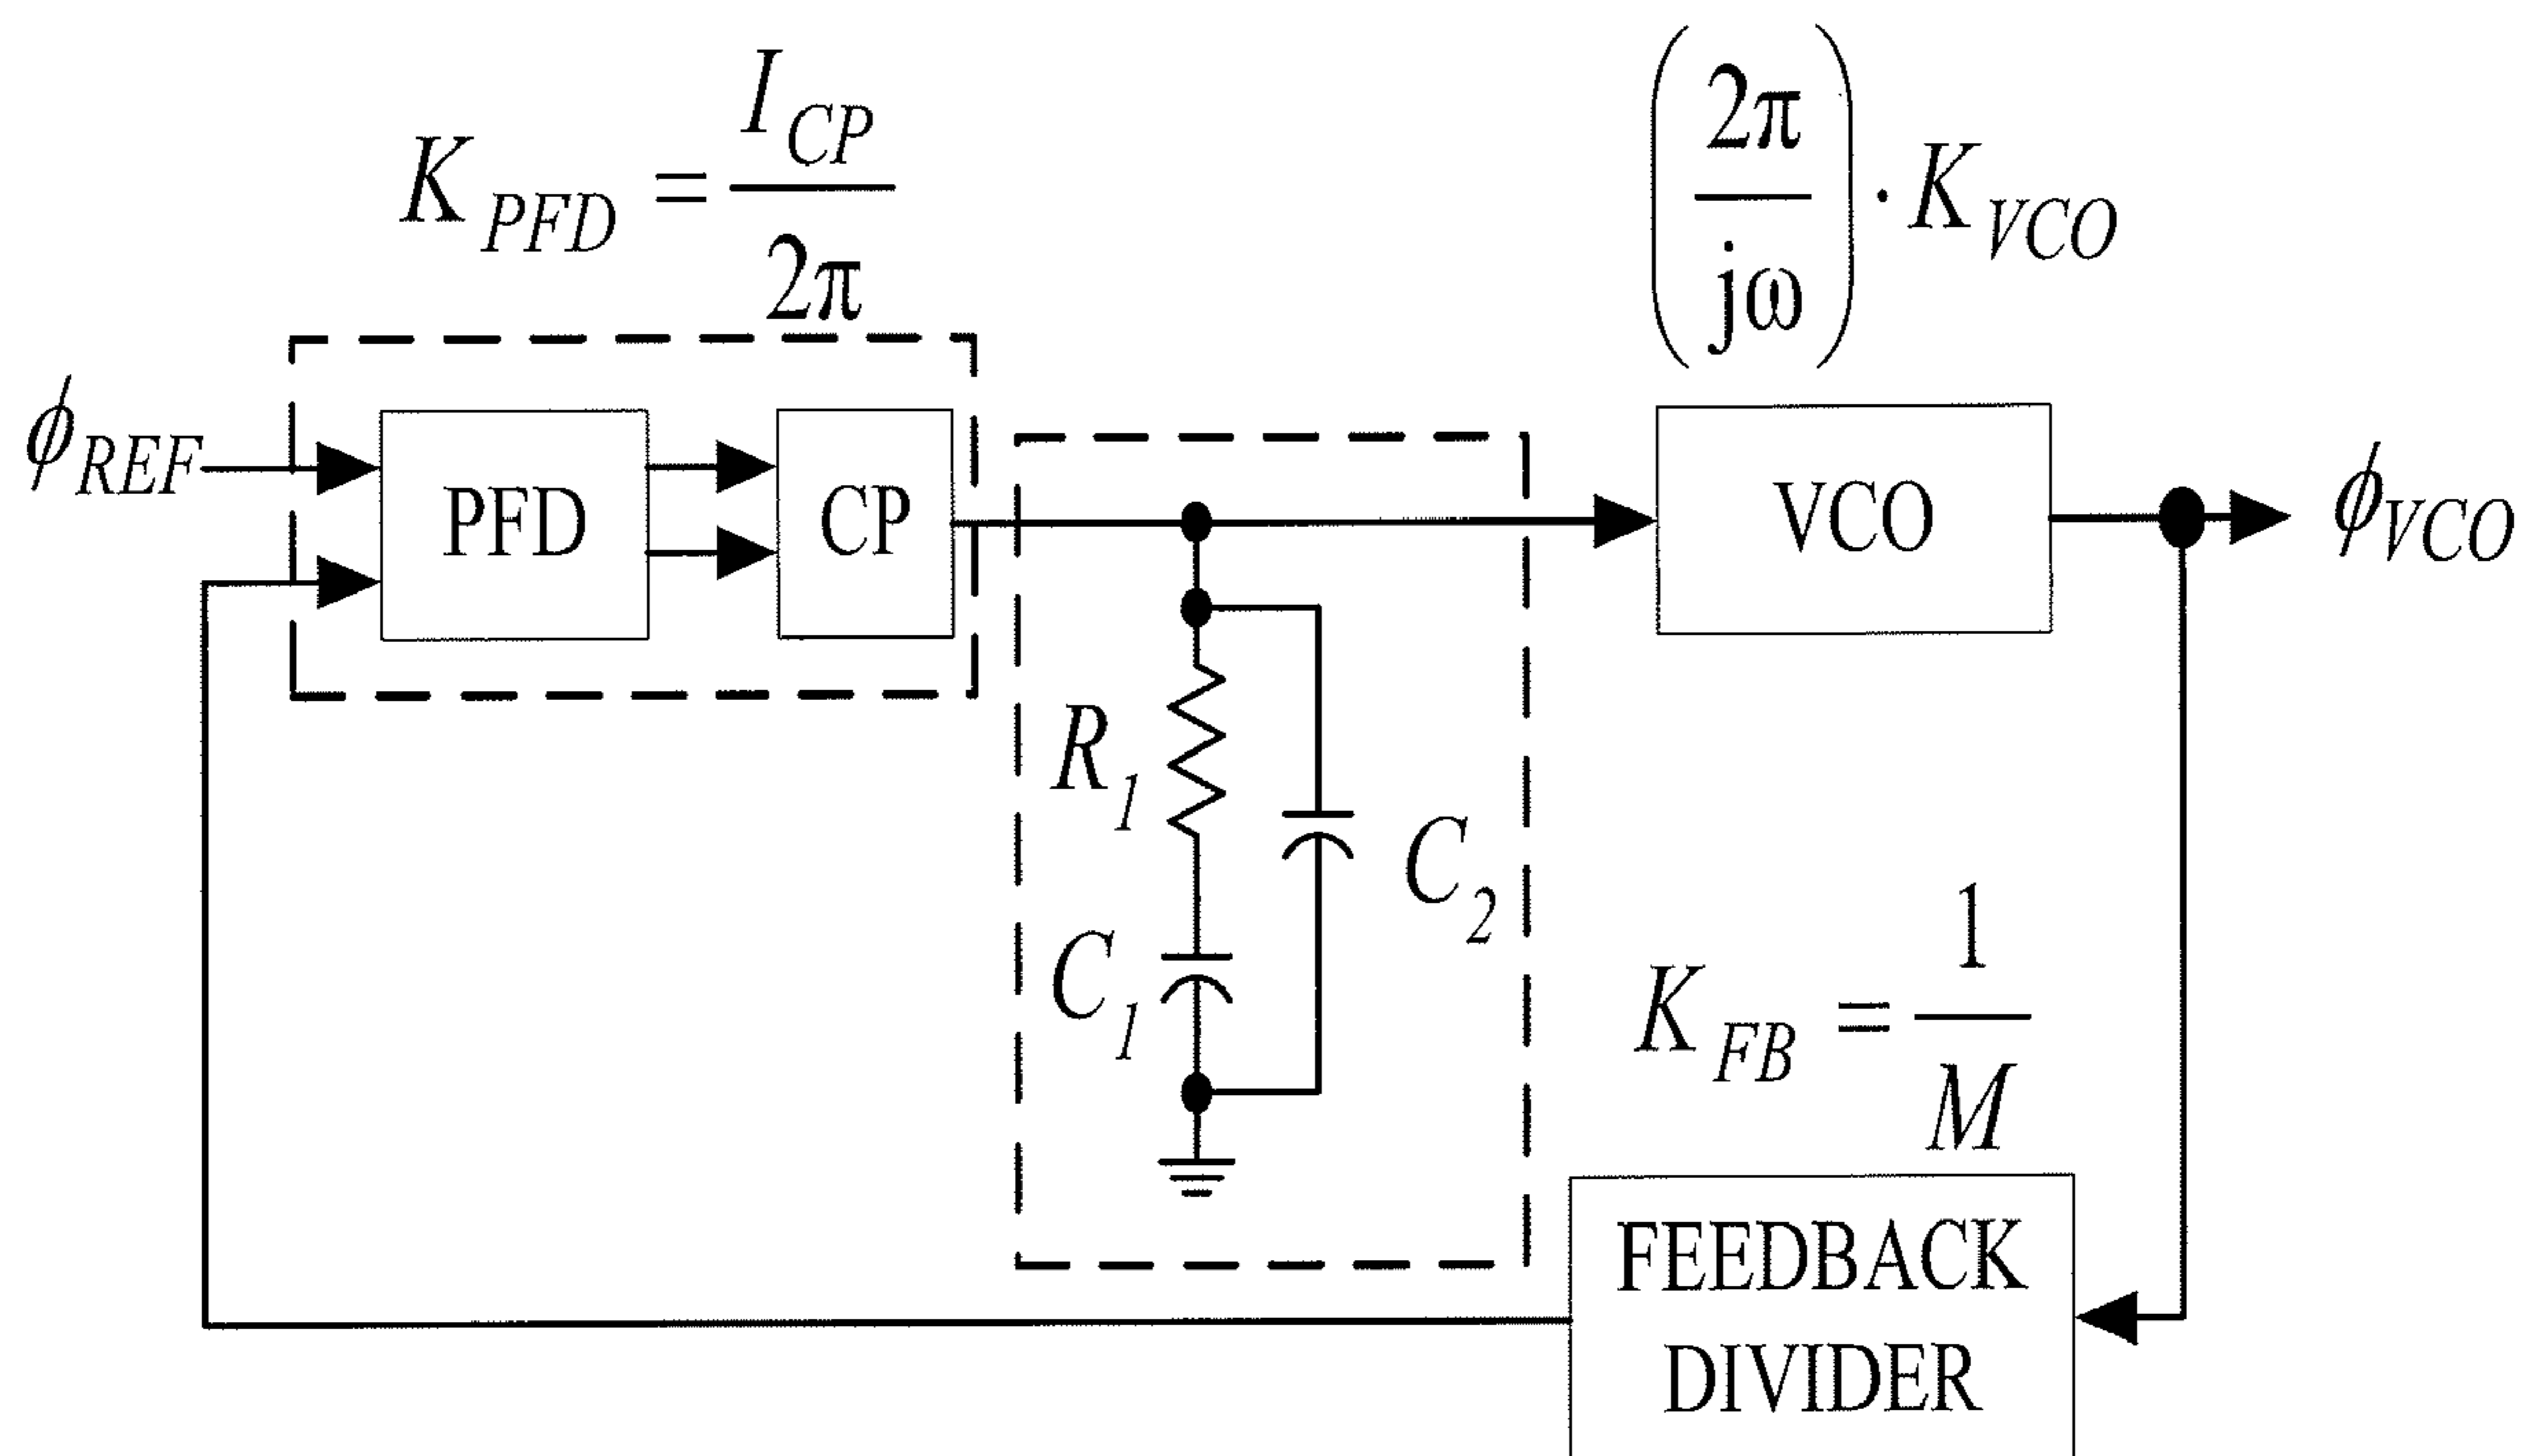 K_PFD = I_CP / 2π
(2π / jω) · K_VCO
ϕ_REF
PFD
CP
VCO
ϕ_VCO
R_1
C_1
C_2
K_FB = 1 / M
FEEDBACK
DIVIDER